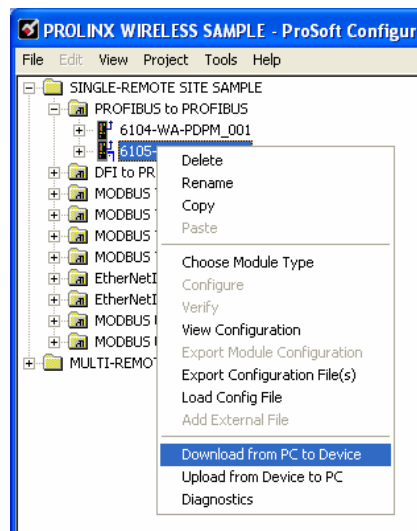 PROLINX WIRELESS SAMPLE - ProSoft Configur
File Edit View Project Tools Help
SINGLE-REMOTE SITE SAMPLE
PROFIBUS to PROFIBUS
6104-WA-PDPM_001
6105-
DFI to PR
MODBUS
MODBUS
MODBUS
MODBUS
EtherNetI
EtherNetI
MODBUS
MODBUS
MULTI-REMOT
Delete
Rename
Copy
Paste
Choose Module Type
Configure
Verify
View Configuration
Export Module Configuration
Export Configuration File(s)
Load Config File
Add External File
Download from PC to Device
Upload from Device to PC
Diagnostics